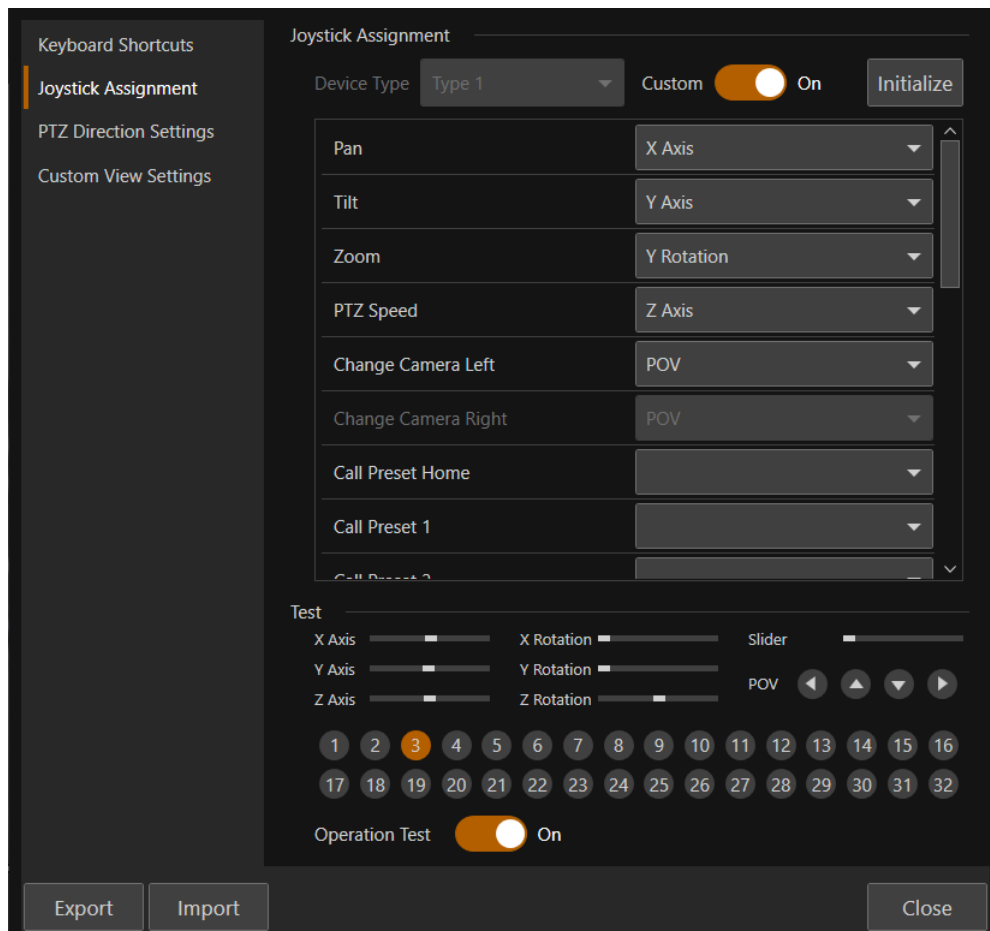 Keyboard Shortcuts
Joystick Assignment
PTZ Direction Settings
Custom View Settings
Joystick Assignment
Device Type Type 1 Custom On Initialize
Pan X Axis
Tilt Y Axis
Zoom Y Rotation
PTZ Speed Z Axis
Change Camera Left POV
Change Camera Right POV
Call Preset Home
Call Preset 1
Call Preset 2
Test
X Axis X Rotation Slider
Y Axis Y Rotation
POV
Z Axis Z Rotation
1 2 3 4 5 6 7 8 9 10 11 12 13 14 15 16
17 18 19 20 21 22 23 24 25 26 27 28 29 30 31 32
Operation Test On
Export Import Close